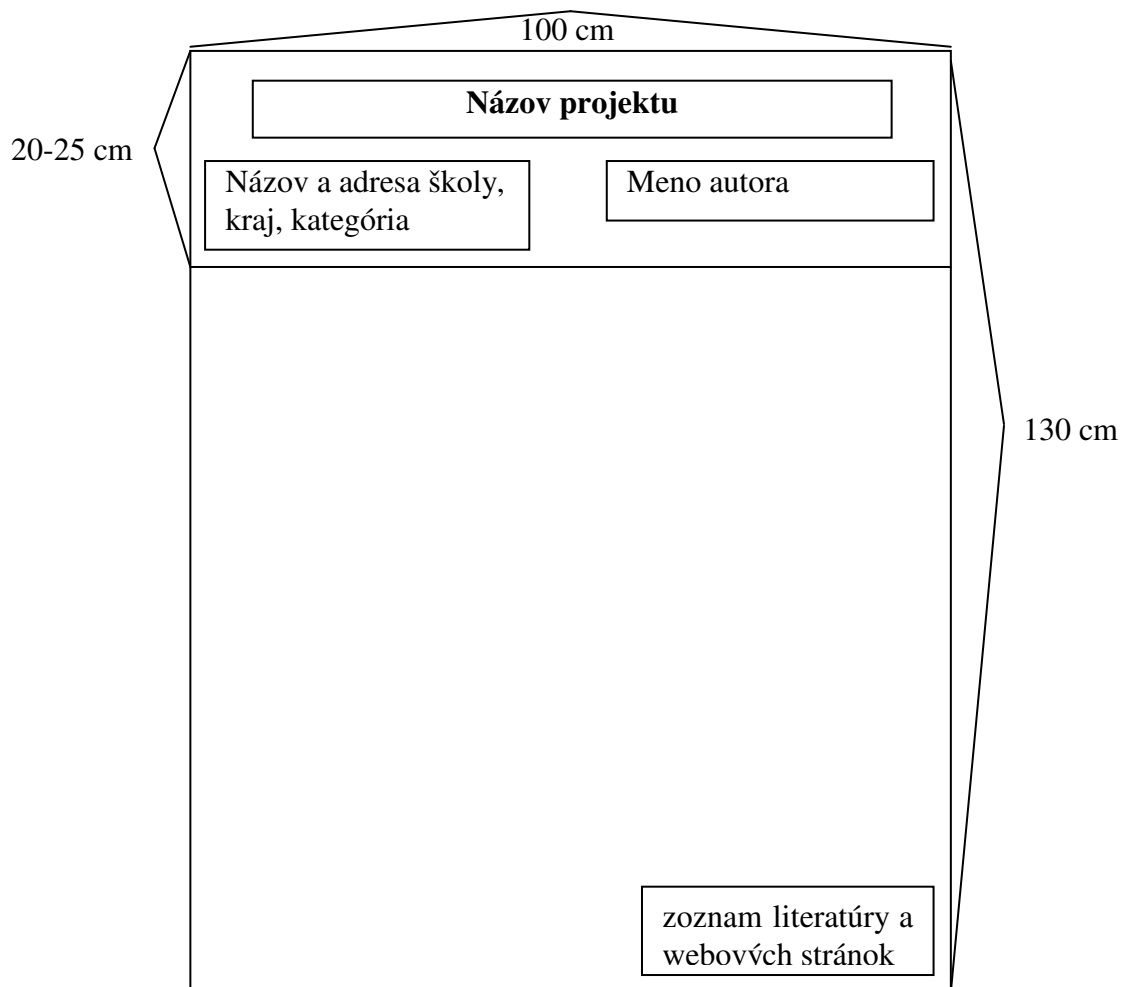 100 cm
Názov projektu
20-25 cm
Názov a adresa školy,
kraj, kategória
Meno autora
130 cm
zoznam literatúry a
webových stránok